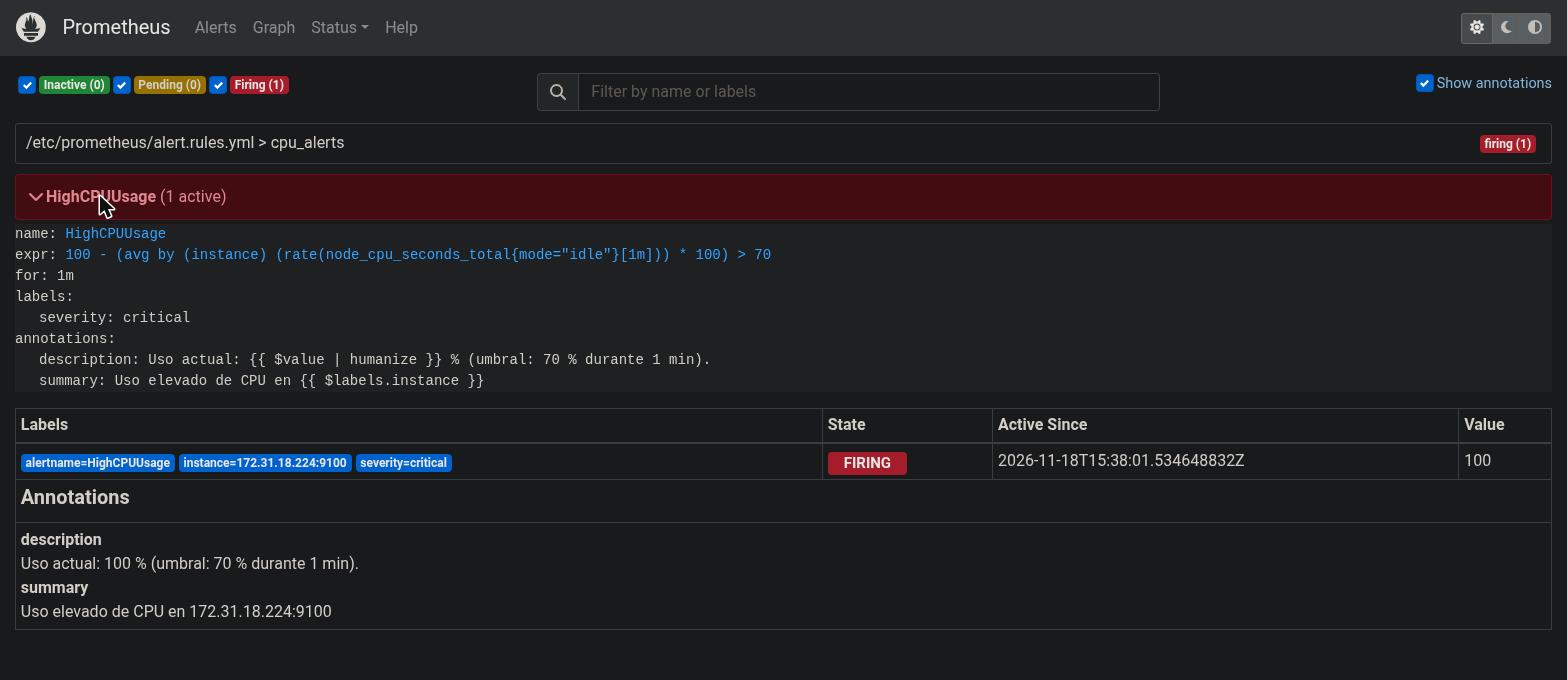 Prometheus Alerts Graph Status Help
Inactive (0) Pending (0) Firing (1) Filter by name or labels Show annotations
/etc/prometheus/alert.rules.yml > cpu_alerts firing (1)
HighCPUUsage (1 active)
name: HighCPUUsage
expr: 100 - (avg by (instance) (rate(node_cpu_seconds_total{mode="idle"}[1m])) * 100) > 70
for: 1m
labels:
severity: critical
annotations:
description: Uso actual: {{ $value | humanize }} % (umbral: 70 % durante 1 min).
summary: Uso elevado de CPU en {{ $labels.instance }}
Labels State Active Since Value
alertname=HighCPUUsage instance=172.31.18.224:9100 severity=critical FIRING 2026-11-18T15:38:01.534648832Z 100
Annotations
description
Uso actual: 100 % (umbral: 70 % durante 1 min).
summary
Uso elevado de CPU en 172.31.18.224:9100